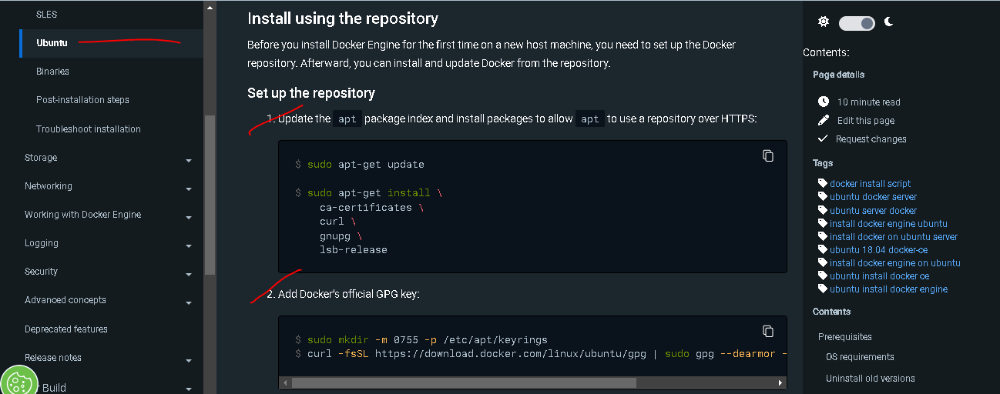 SLES
Ubuntu
Binaries
Post-installation steps
Troubleshoot installation
Storage
Networking
Working with Docker Engine
Logging
Security
Advanced concepts
Deprecated features
Release notes
Build
Install using the repository
Before you install Docker Engine for the first time on a new host machine, you need to set up the Docker
repository. Afterward, you can install and update Docker from the repository.
Set up the repository
1. Update the apt package index and install packages to allow apt to use a repository over HTTPS:
$ sudo apt-get update
$ sudo apt-get install \
ca-certificates \
curl \
gnupg \
lsb-release
2. Add Docker's official GPG key:
$ sudo mkdir -m 0755 -p /etc/apt/keyrings
$ curl -fsSL https://download.docker.com/linux/ubuntu/gpg | sudo gpg --dearmor -
Contents:
Page details
10 minute read
Edit this page
Request changes
Tags
docker install script
ubuntu docker server
ubuntu server docker
install docker engine ubuntu
install docker on ubuntu server
ubuntu 18.04 docker-ce
install docker engine on ubuntu
ubuntu install docker ce
ubuntu install docker engine
Contents
Prerequisites
OS requirements
Uninstall old versions